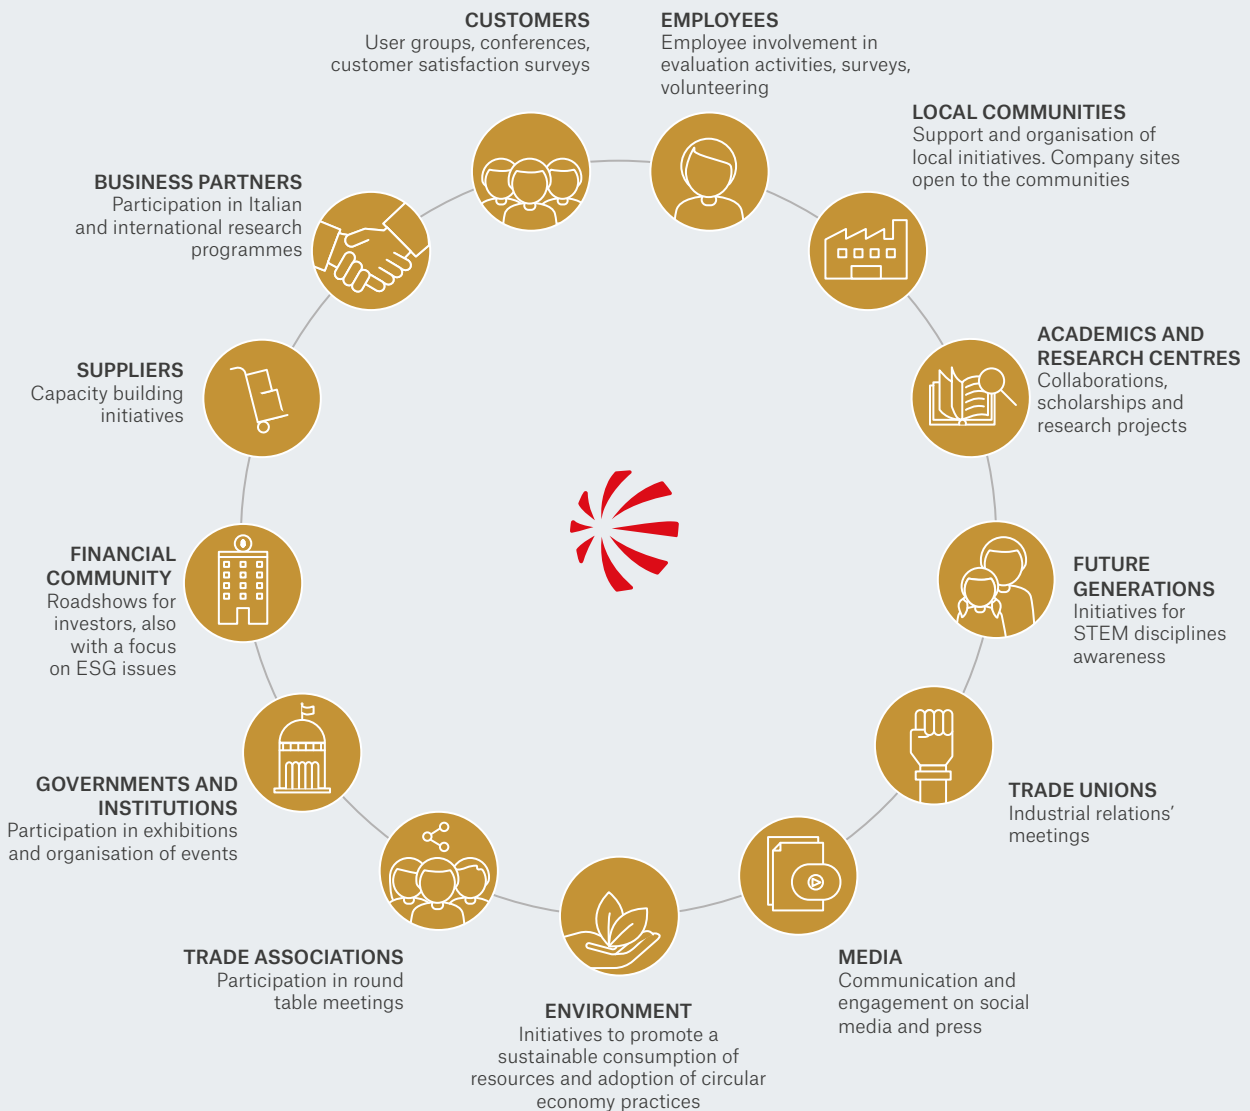 CUSTOMERS
User groups, conferences,
customer satisfaction surveys
EMPLOYEES
Employee involvement in
evaluation activities, surveys,
volunteering
LOCAL COMMUNITIES
Support and organisation of
local initiatives. Company sites
open to the communities
ACADEMICS AND
RESEARCH CENTRES
Collaborations,
scholarships and
research projects
FUTURE
GENERATIONS
Initiatives for
STEM disciplines
awareness
TRADE UNIONS
Industrial relations’
meetings
MEDIA
Communication and
engagement on social
media and press
ENVIRONMENT
Initiatives to promote a
sustainable consumption of
resources and adoption of circular
economy practices
TRADE ASSOCIATIONS
Participation in round
table meetings
GOVERNMENTS AND
INSTITUTIONS
Participation in exhibitions
and organisation of events
FINANCIAL
COMMUNITY
Roadshows for
investors, also
with a focus
on ESG issues
SUPPLIERS
Capacity building
initiatives
BUSINESS PARTNERS
Participation in Italian
and international research
programmes